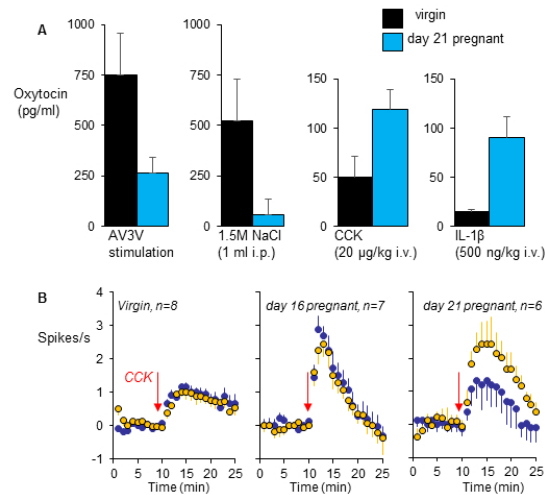 A
virgin
day 21 pregnant
Oxytocin
(pg/ml)
1000
750
500
250
0
1000
750
500
250
0
150
100
50
0
150
100
50
0
AV3V
stimulation
1.5M NaCl
(1 ml i.p.)
CCK
(20 µg/kg i.v.)
IL-1β
(500 ng/kg i.v.)
B
Spikes/s
4
3
2
1
0
-1
Virgin, n=8
day 16 pregnant, n=7
day 21 pregnant, n=6
CCK
0 5 10 15 20 25
0 5 10 15 20 25
0 5 10 15 20 25
Time (min)
Time (min)
Time (min)